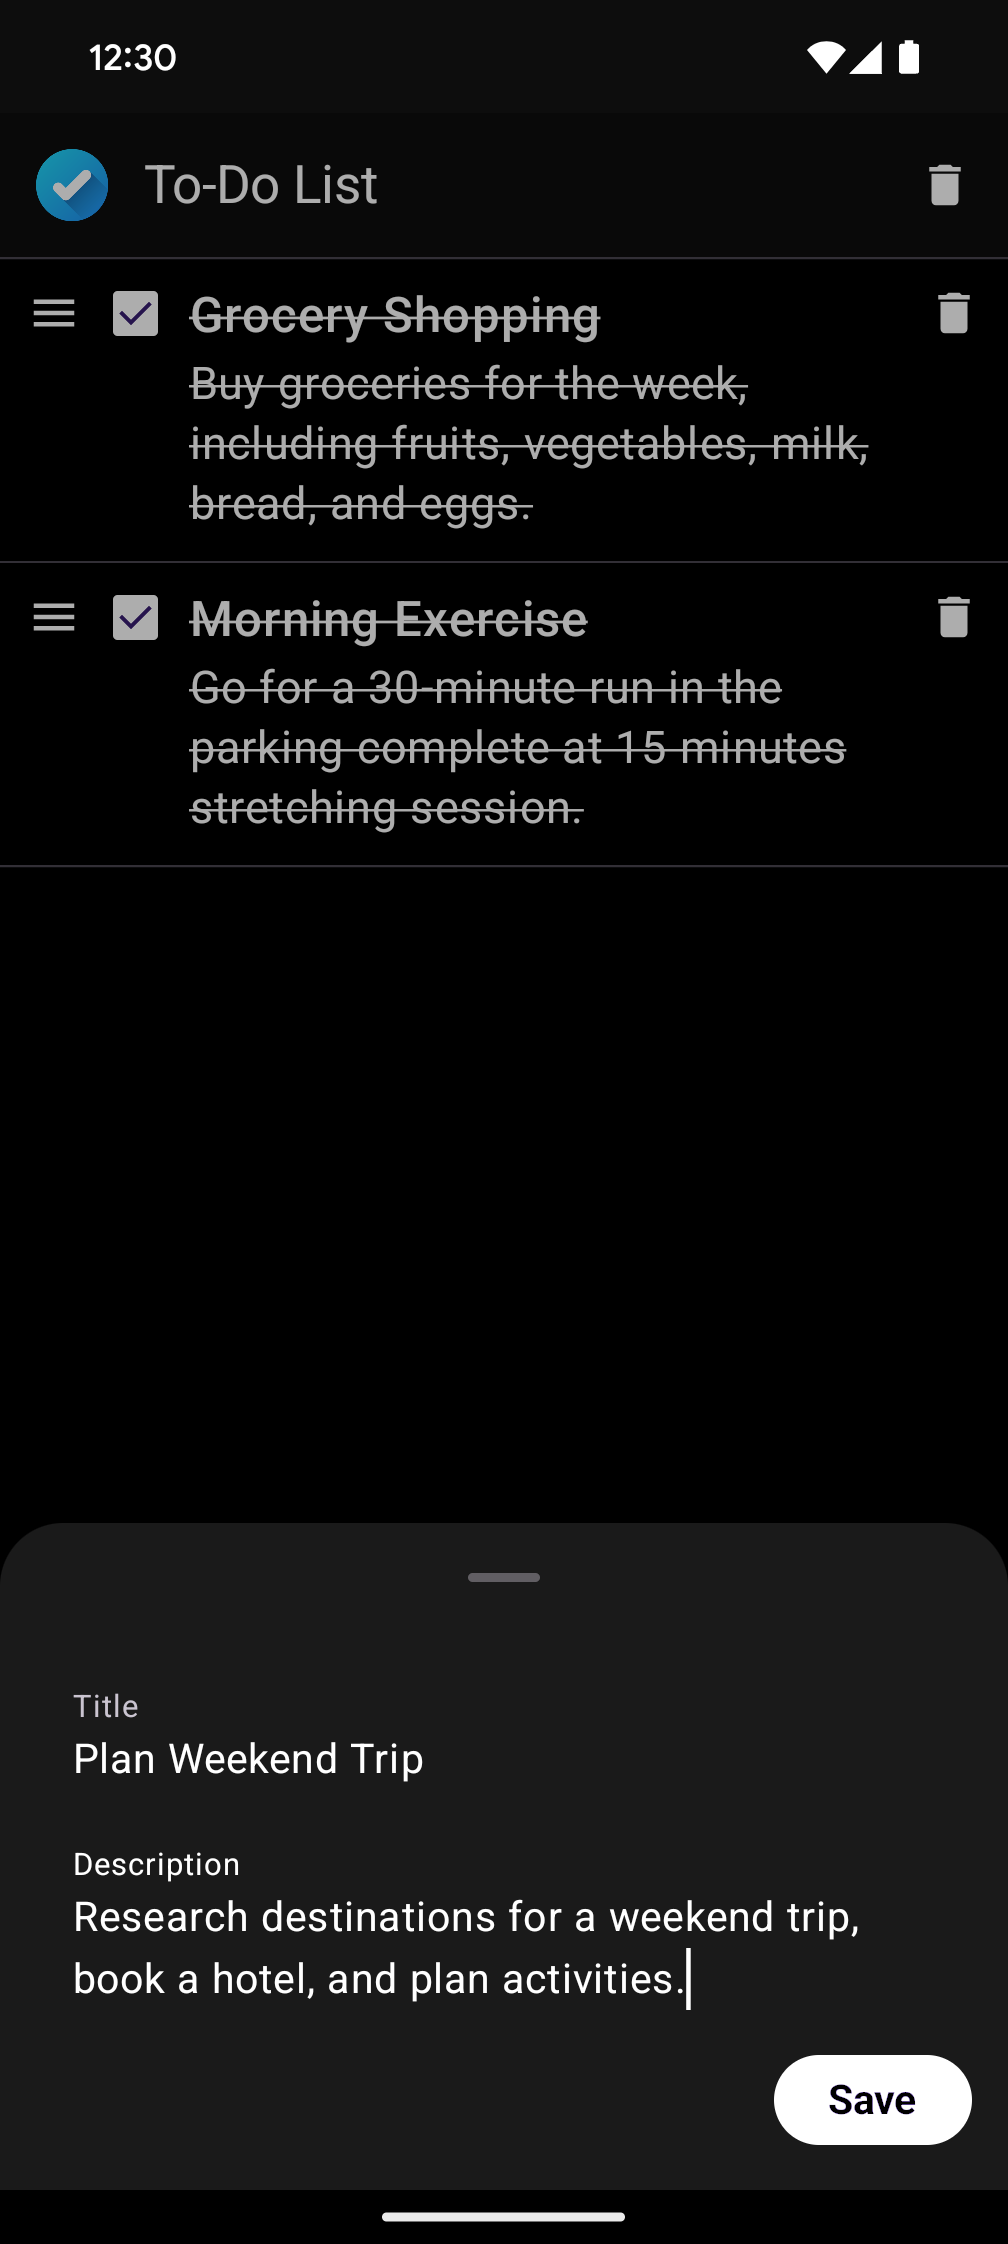 12:30
To-Do List
Grocery Shopping
Buy groceries for the week,
including fruits, vegetables, milk,
bread, and eggs.
Morning Exercise
Go for a 30-minute run in the
parking complete at 15 minutes
stretching session.
Title
Plan Weekend Trip
Description
Research destinations for a weekend trip,
book a hotel, and plan activities.
Save